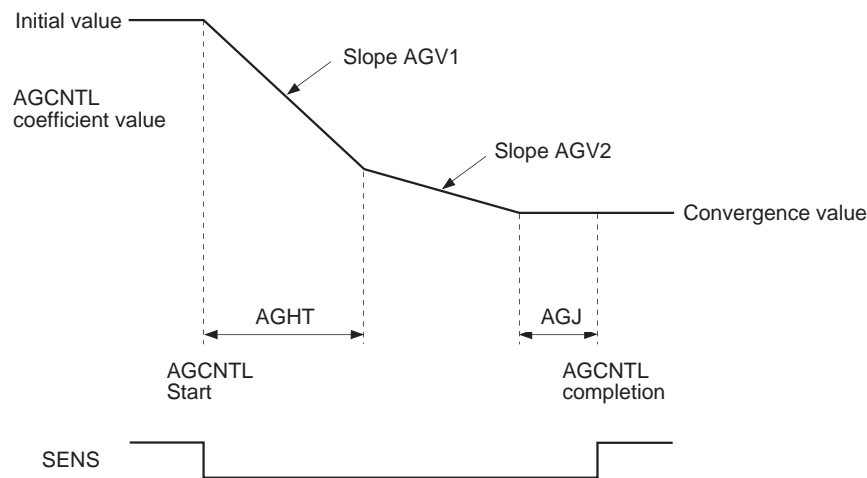 Initial value
Slope AGV1
AGCNTL
coefficient value
Slope AGV2
Convergence value
AGHT
AGJ
AGCNTL
Start
AGCNTL
completion
SENS